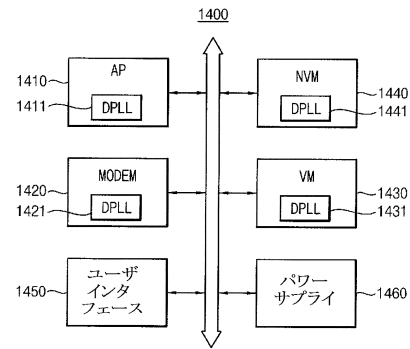 1400
1410
AP
1411
DPLL
NVM
1440
DPLL
1441
1420
MODEM
1421
DPLL
VM
1430
DPLL
1431
1450
ユーザ
インタ
フェース
パワー
サプライ
1460